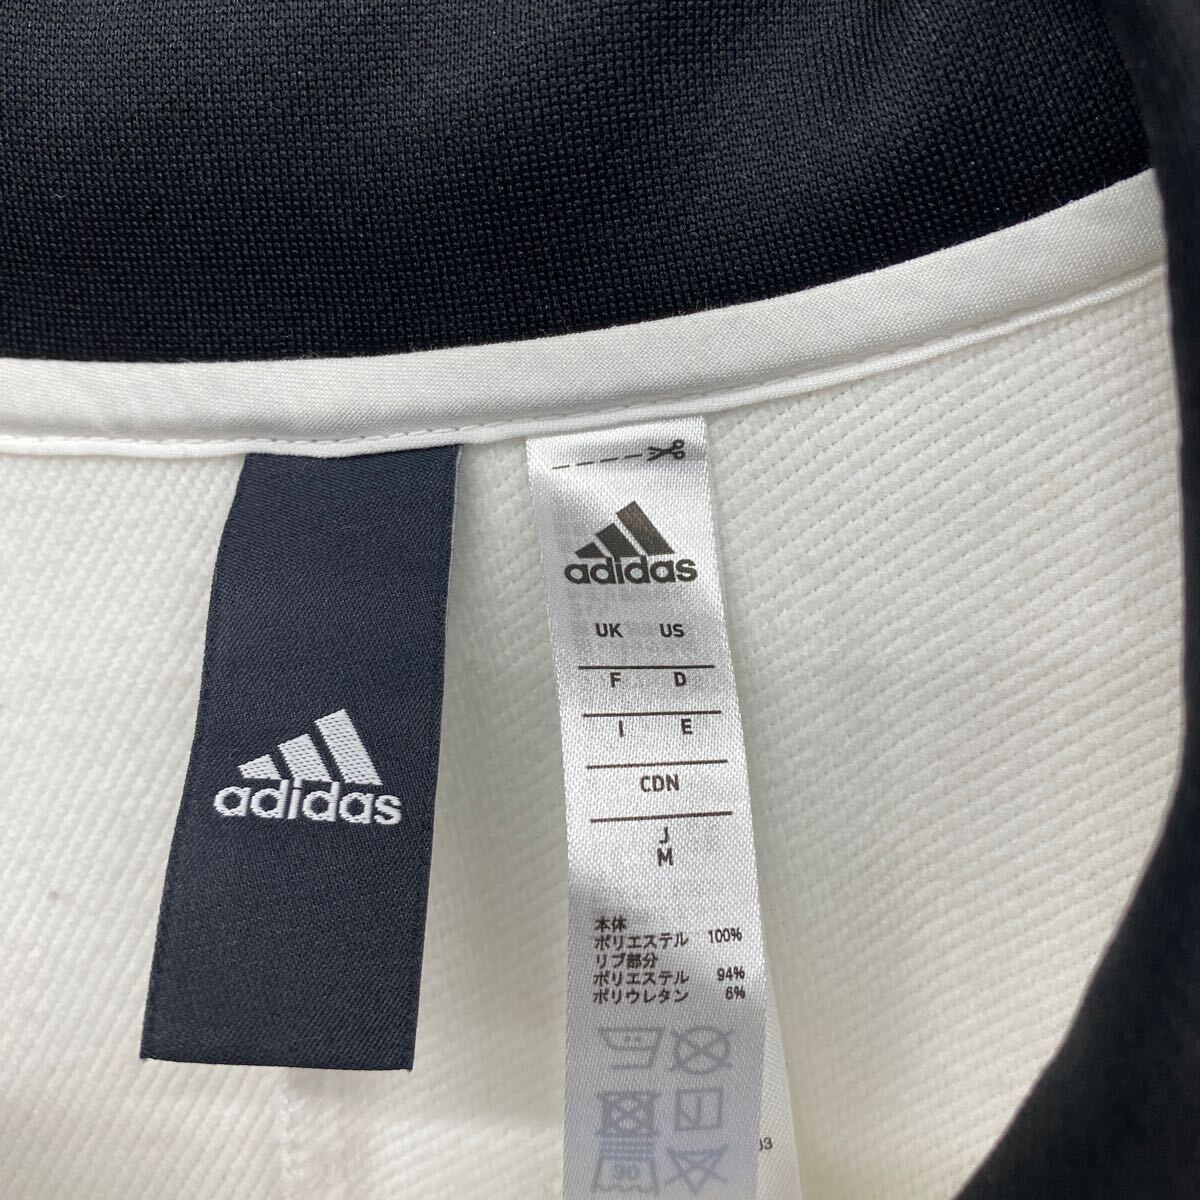 adidas
adidas
UK US
F D
I E
CDN
J
M
本体
ポリエステル 100%
リブ部分
ポリエステル 94%
ポリウレタン 6%
30